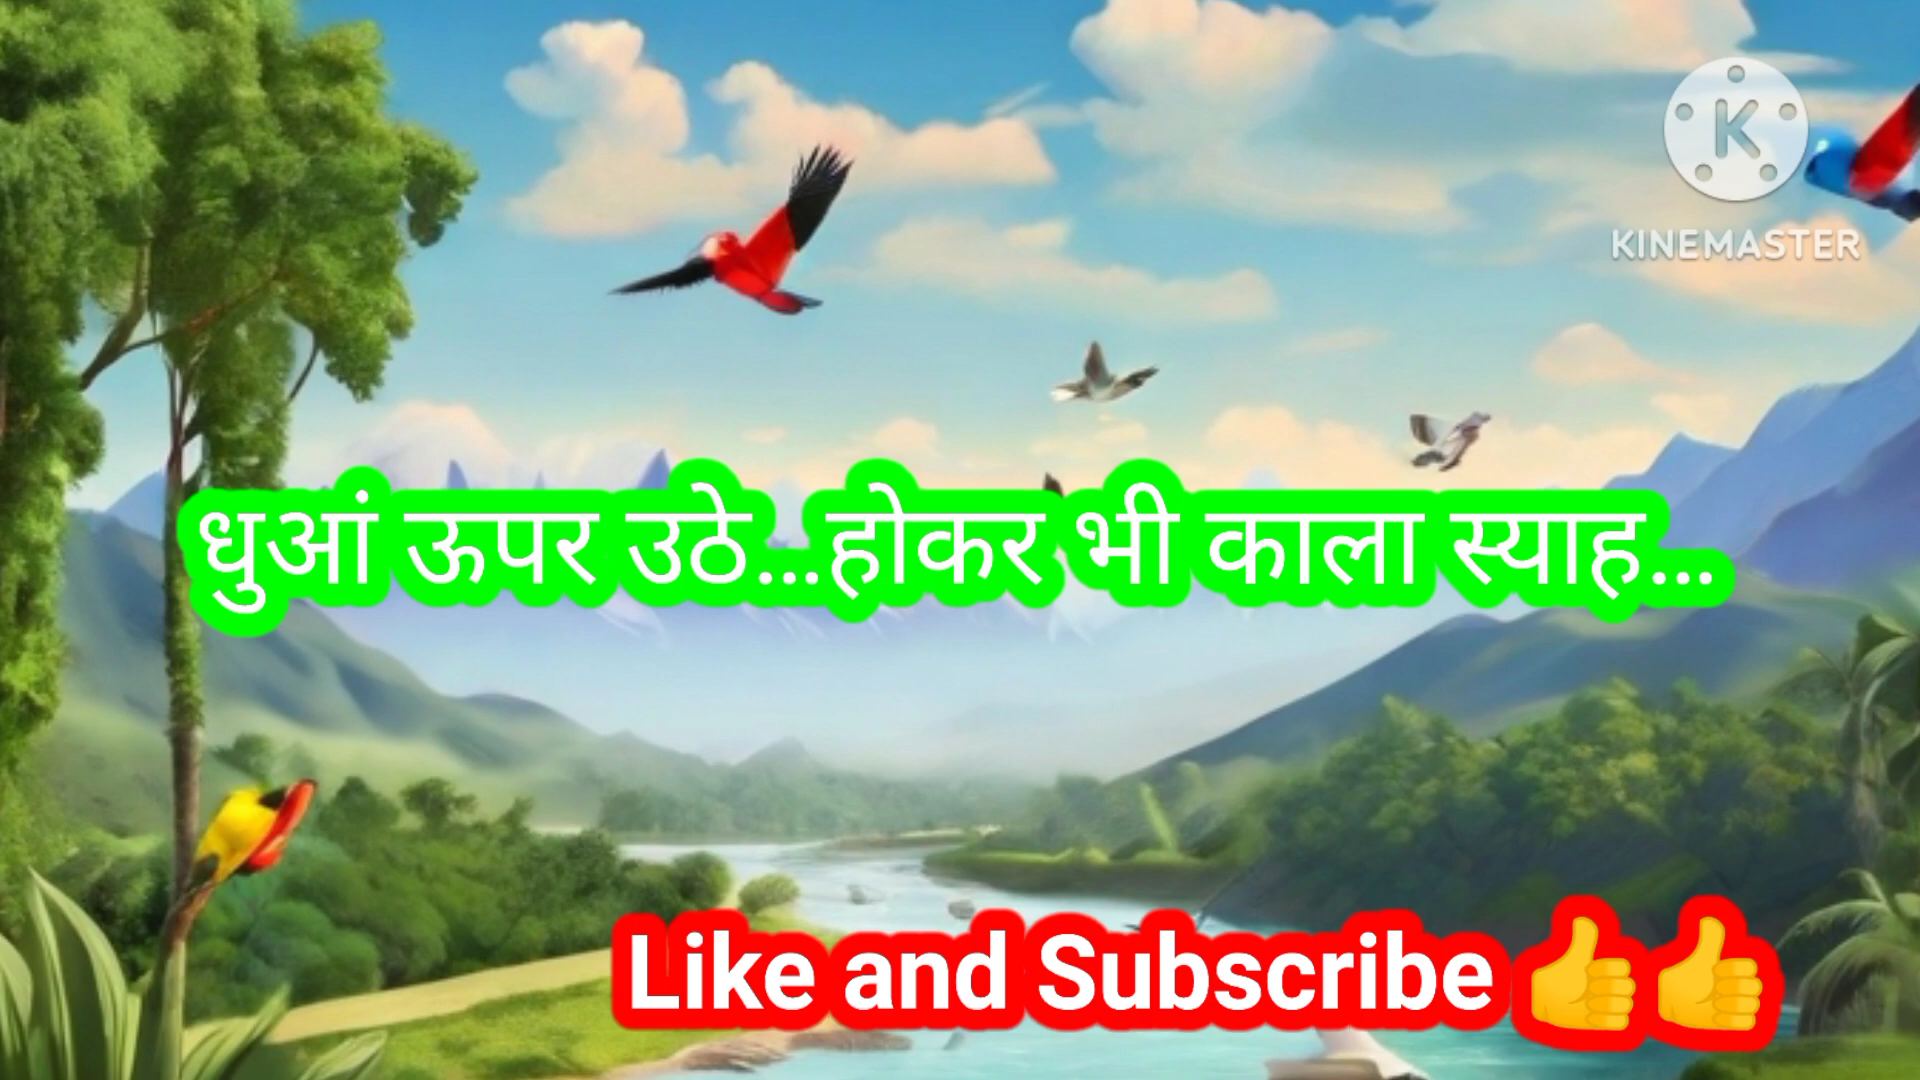 K
KINEMASTER
धुआं ऊपर उठे...होकर भी काला स्याह...
Like and Subscribe 👍👍